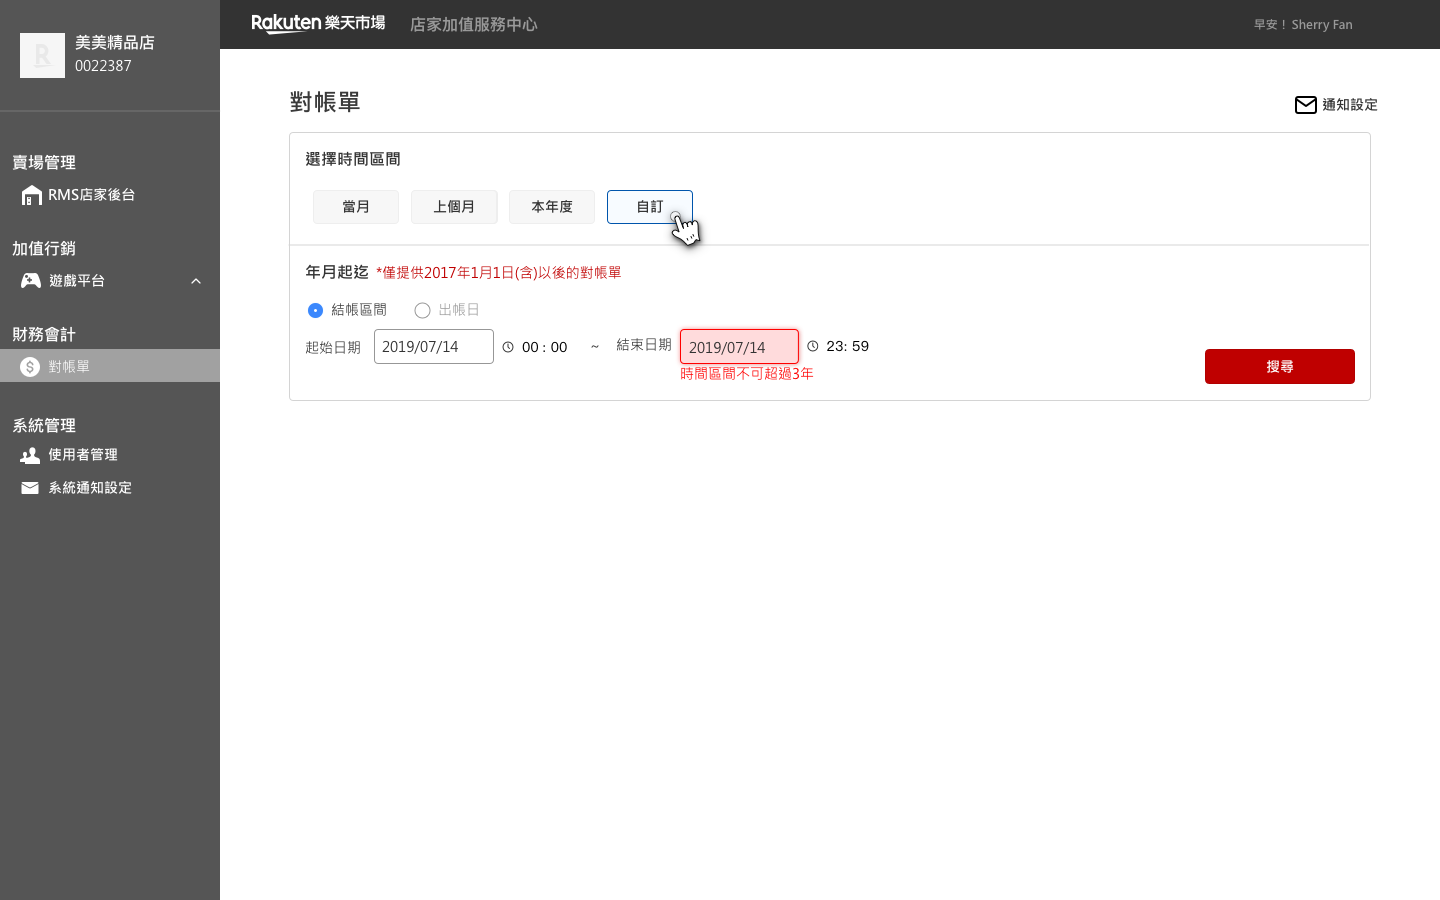 美美精品店
0022387
賣場管理
RMS店家後台
加值行銷
遊戲平台
財務會計
對帳單
系統管理
使用者管理
系統通知設定
Rakuten 樂天市場
店家加值服務中心
早安！Sherry Fan
對帳單
通知設定
選擇時間區間
當月
上個月
本年度
自訂
年月起迄 *僅提供2017年1月1日(含)以後的對帳單
結帳區間
出帳日
起始日期 2019/07/14 00 : 00 ~ 結束日期 2019/07/14 23: 59
時間區間不可超過3年
搜尋